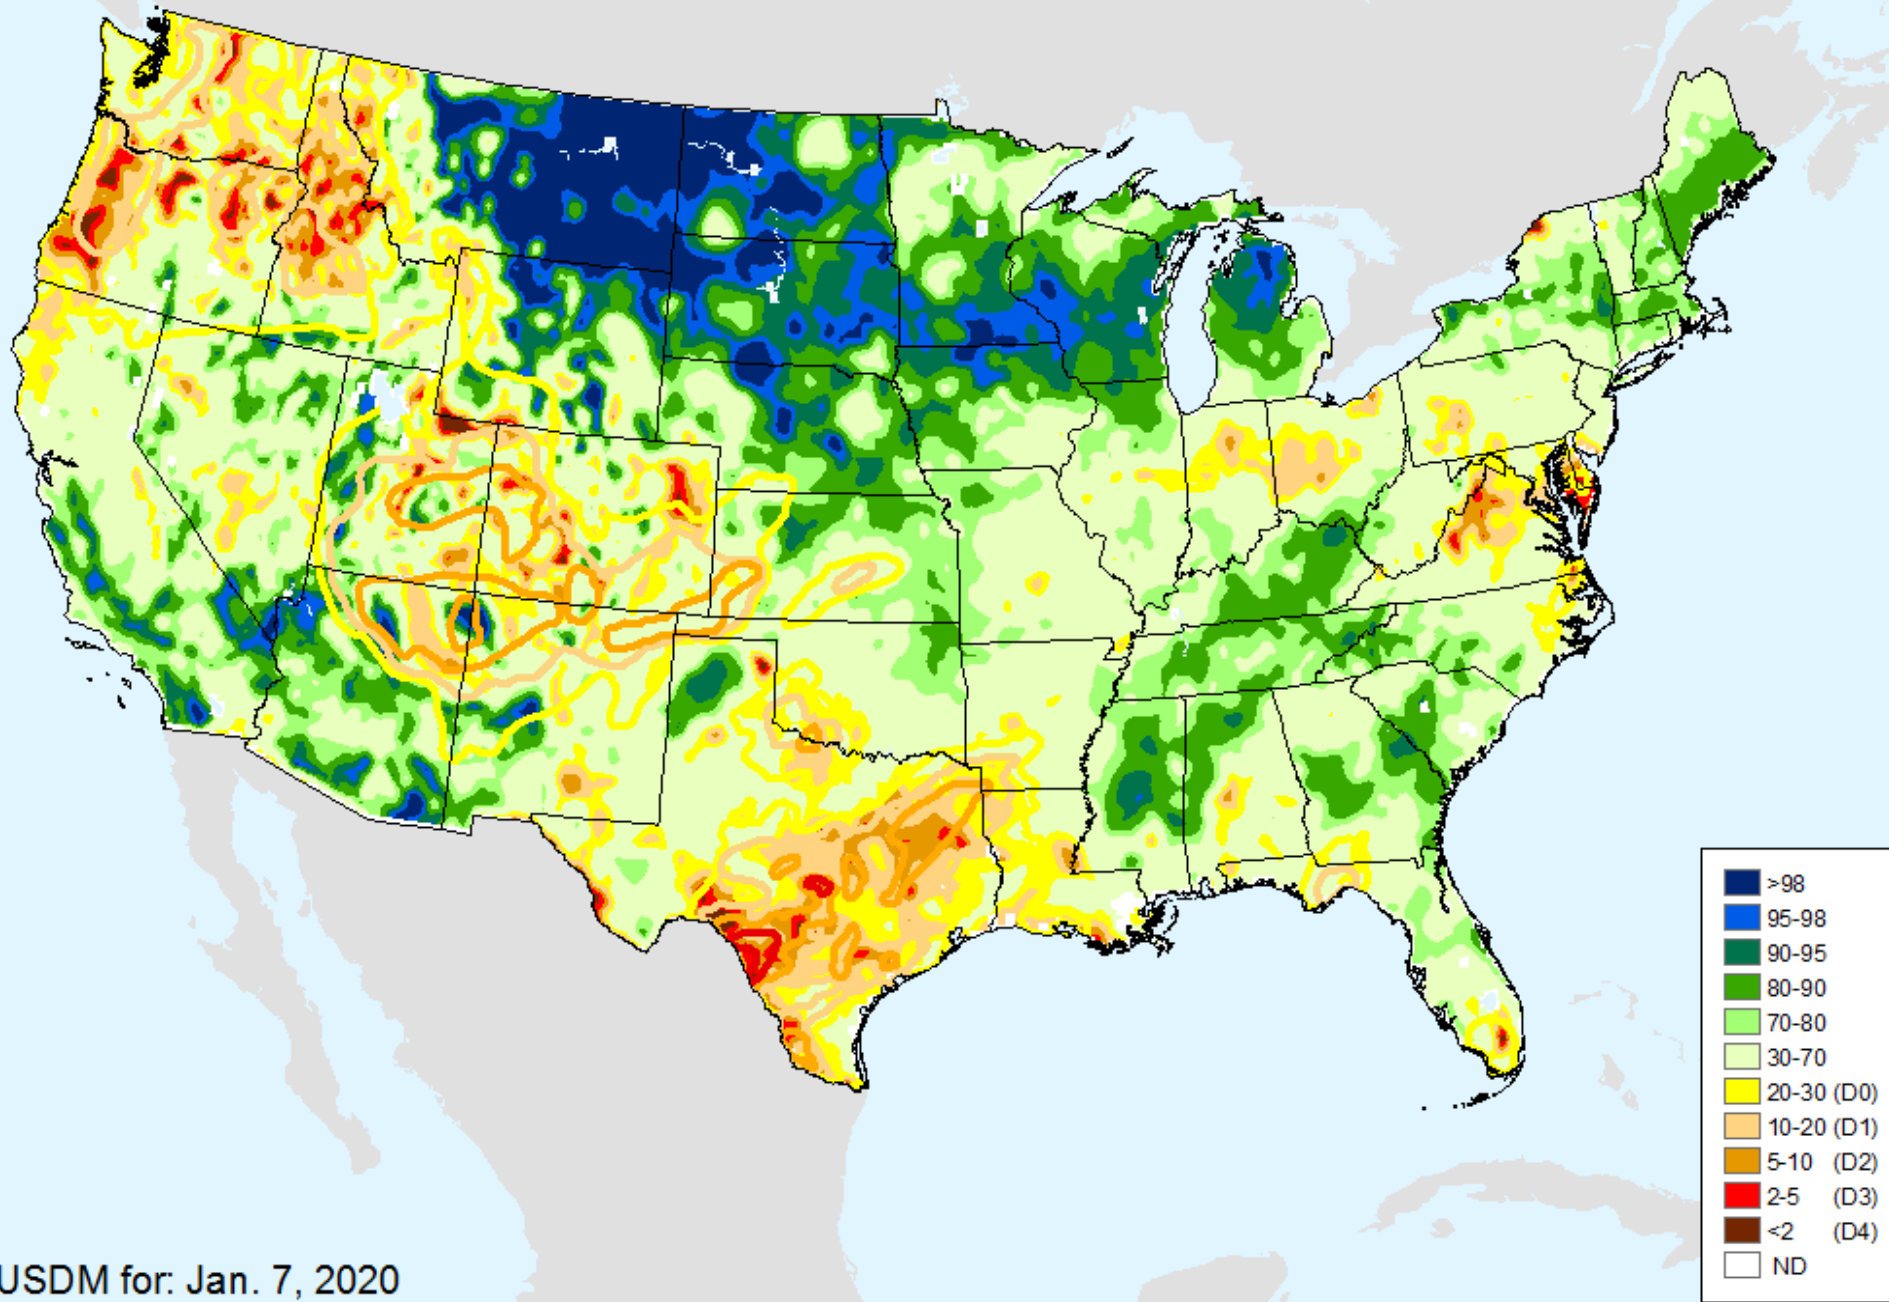 >98
95-98
90-95
80-90
70-80
30-70
20-30 (D0)
10-20 (D1)
5-10 (D2)
2-5 (D3)
<2 (D4)
ND
USDM for: Jan. 7, 2020